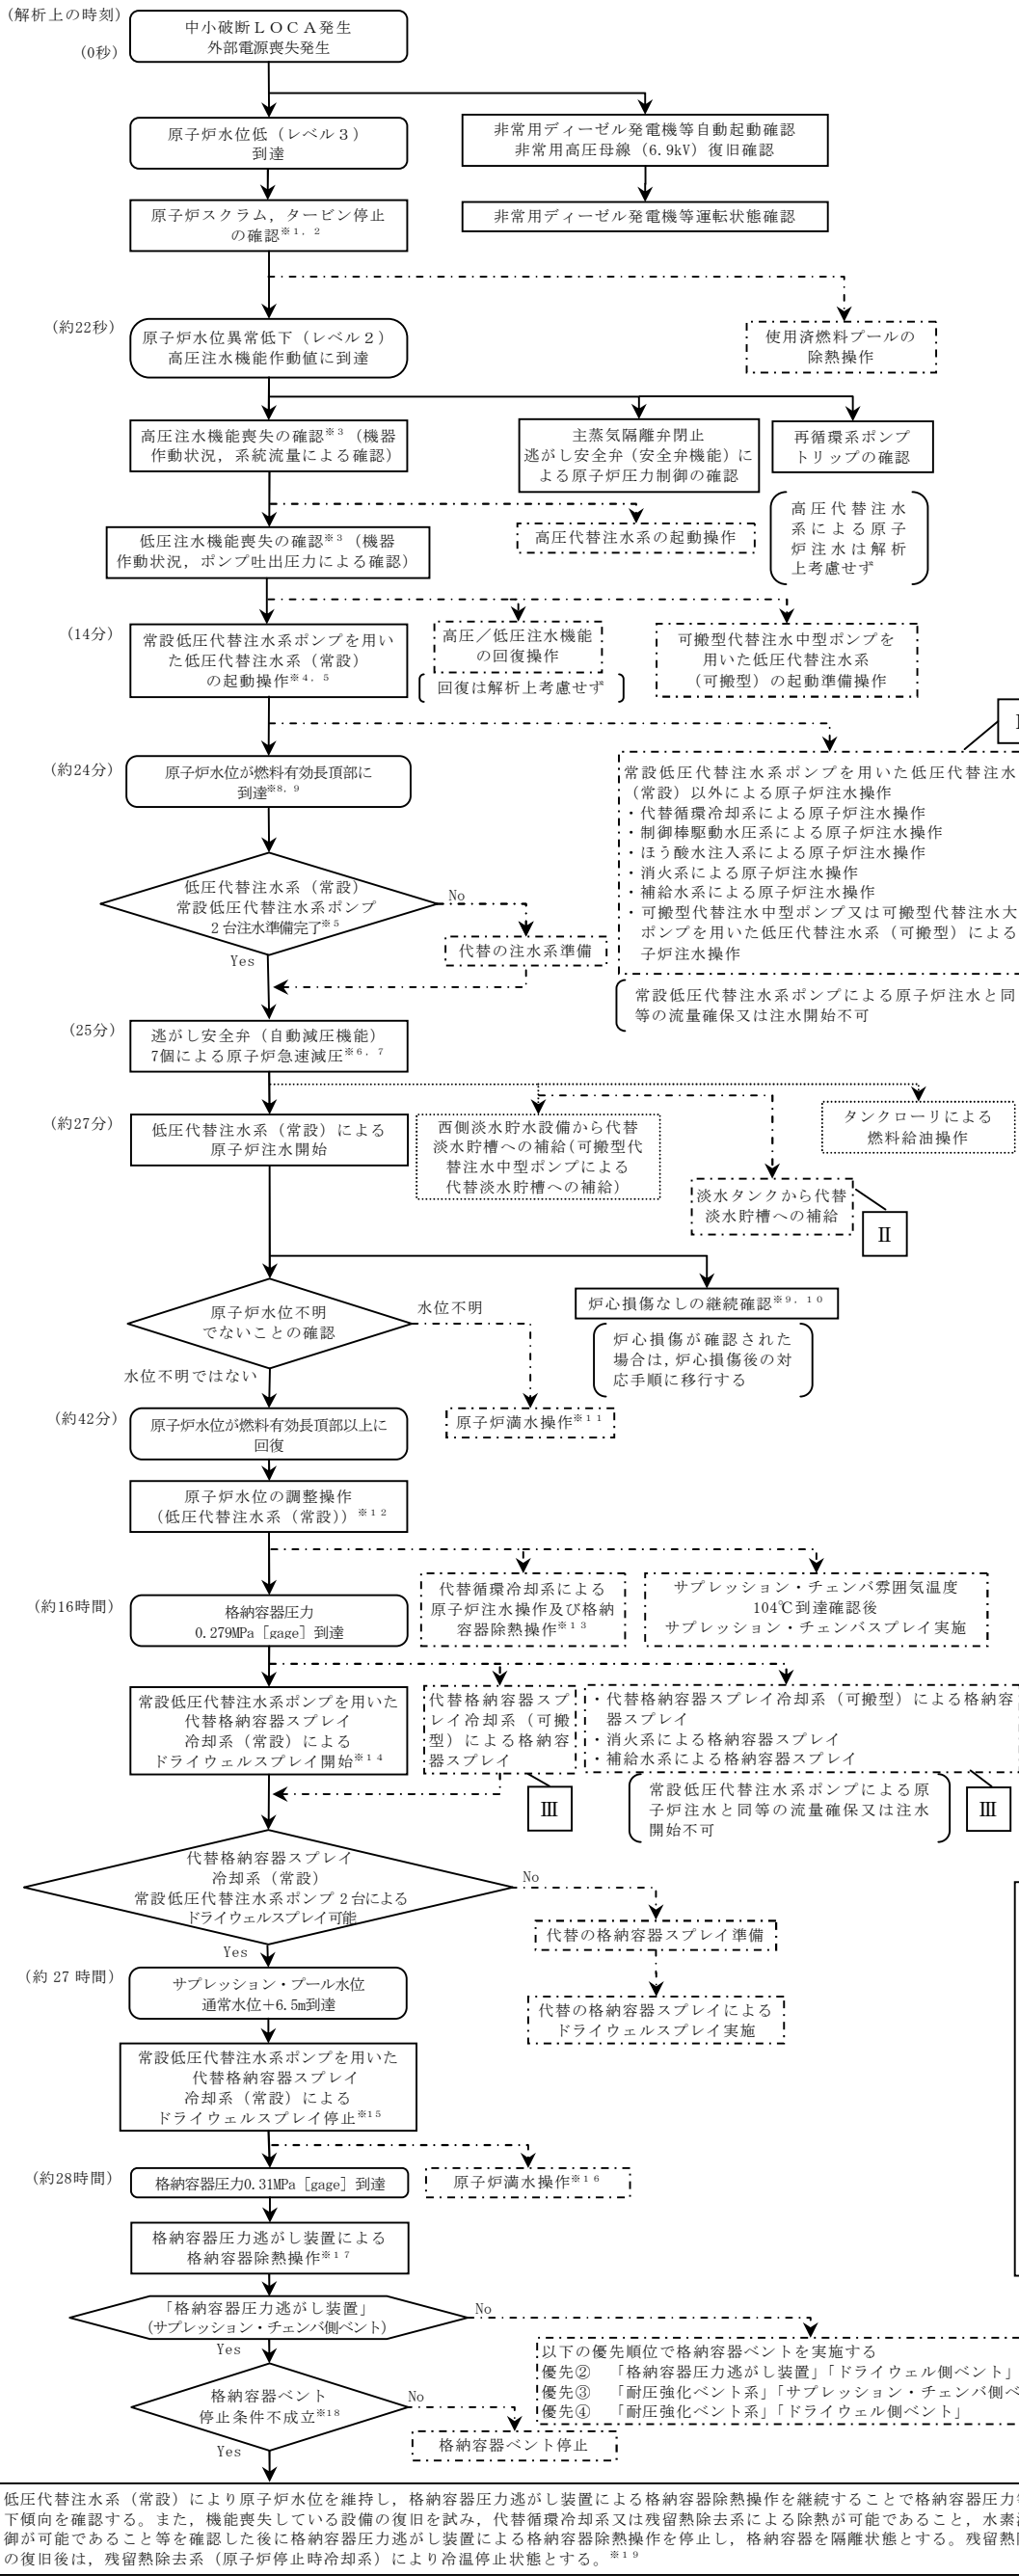 (解析上の時刻)
中小破断ＬＯＣＡ発生
外部電源喪失発生
(0秒)
原子炉水位低（レベル３）
到達
非常用ディーゼル発電機等自動起動確認
非常用高圧母線（6.9kV）復旧確認
原子炉スクラム，タービン停止
の確認※１，２
非常用ディーゼル発電機等運転状態確認
(約22秒)
原子炉水位異常低下（レベル２）
高圧注水機能作動値に到達
使用済燃料プールの
除熱操作
高圧注水機能喪失の確認※３（機器
作動状況，系統流量による確認）
主蒸気隔離弁閉止
逃がし安全弁（安全弁機能）に
よる原子炉圧力制御の確認
再循環系ポンプ
トリップの確認
高圧代替注水
系による原子
炉注水は解析
上考慮せず
高圧代替注水系の起動操作
低圧注水機能喪失の確認※３（機器
作動状況，ポンプ吐出圧力による確認）
(14分)
常設低圧代替注水系ポンプを用い
た低圧代替注水系（常設）
の起動操作※４，５
高圧／低圧注水機能
の回復操作
回復は解析上考慮せず
可搬型代替注水中型ポンプを
用いた低圧代替注水系
（可搬型）の起動準備操作
(約24分)
原子炉水位が燃料有効長頂部に
到達※８，９
常設低圧代替注水系ポンプを用いた低圧代替注水
（常設）以外による原子炉注水操作
・代替循環冷却系による原子炉注水操作
・制御棒駆動水圧系による原子炉注水操作
・ほう酸水注入系による原子炉注水操作
・消火系による原子炉注水操作
・補給水系による原子炉注水操作
・可搬型代替注水中型ポンプ又は可搬型代替注水大
ポンプを用いた低圧代替注水系（可搬型）による
子炉注水操作
常設低圧代替注水系ポンプによる原子炉注水と同
等の流量確保又は注水開始不可
低圧代替注水系（常設）
常設低圧代替注水系ポンプ
２台注水準備完了※５
No
代替の注水系準備
Yes
(25分)
逃がし安全弁（自動減圧機能）
7個による原子炉急速減圧※６，７
(約27分)
低圧代替注水系（常設）による
原子炉注水開始
西側淡水貯水設備から代替
淡水貯槽への補給（可搬型代
替注水中型ポンプによる
代替淡水貯槽への補給）
タンクローリによる
燃料給油操作
淡水タンクから代替
淡水貯槽への補給
Ⅱ
原子炉水位不明
でないことの確認
水位不明
水位不明ではない
炉心損傷なしの継続確認※９，１０
炉心損傷が確認された
場合は，炉心損傷後の対
応手順に移行する
(約42分)
原子炉水位が燃料有効長頂部以上に
回復
原子炉満水操作※１１
原子炉水位の調整操作
（低圧代替注水系（常設））※１２
(約16時間)
格納容器圧力
0.279MPa［gage］到達
代替循環冷却系による
原子炉注水操作及び格納
容器除熱操作※１３
サプレッション・チェンバ雰囲気温度
104℃到達確認後
サプレッション・チェンバスプレイ実施
常設低圧代替注水系ポンプを用いた
代替格納容器スプレイ
冷却系（常設）による
ドライウェルスプレイ開始※１４
代替格納容器スプ
レイ冷却系（可搬
型）による格納容
器スプレイ
Ⅲ
・代替格納容器スプレイ冷却系（可搬型）による格納容
器スプレイ
・消火系による格納容器スプレイ
・補給水系による格納容器スプレイ
常設低圧代替注水系ポンプによる原
子炉注水と同等の流量確保又は注水
開始不可
Ⅲ
代替格納容器スプレイ
冷却系（常設）
常設低圧代替注水系ポンプ２台による
ドライウェルスプレイ可能
No
Yes
代替の格納容器スプレイ準備
代替の格納容器スプレイによる
ドライウェルスプレイ実施
(約 27 時間)
サプレッション・プール水位
通常水位＋6.5m到達
常設低圧代替注水系ポンプを用いた
代替格納容器スプレイ
冷却系（常設）による
ドライウェルスプレイ停止※１５
(約28時間)
格納容器圧力0.31MPa［gage］到達
原子炉満水操作※１６
格納容器圧力逃がし装置による
格納容器除熱操作※１７
「格納容器圧力逃がし装置」
（サプレッション・チェンバ側ベント）
No
Yes
以下の優先順位で格納容器ベントを実施する
優先② 「格納容器圧力逃がし装置」「ドライウェル側ベント」
優先③ 「耐圧強化ベント系」「サプレッション・チェンバ側ベ
優先④ 「耐圧強化ベント系」「ドライウェル側ベント」
格納容器ベント
停止条件不成立※18
No
Yes
格納容器ベント停止
低圧代替注水系（常設）により原子炉水位を維持し，格納容器圧力逃がし装置による格納容器除熱操作を継続することで格納容器圧力
下傾向を確認する。また，機能喪失している設備の復旧を試み，代替循環冷却系又は残留熱除去系による除熱が可能であること，水素
御が可能であること等を確認した後に格納容器圧力逃がし装置による格納容器除熱操作を停止し，格納容器を隔離状態とする。残留熱
の復旧後は，残留熱除去系（原子炉停止時冷却系）により冷温停止状態とする。※１９